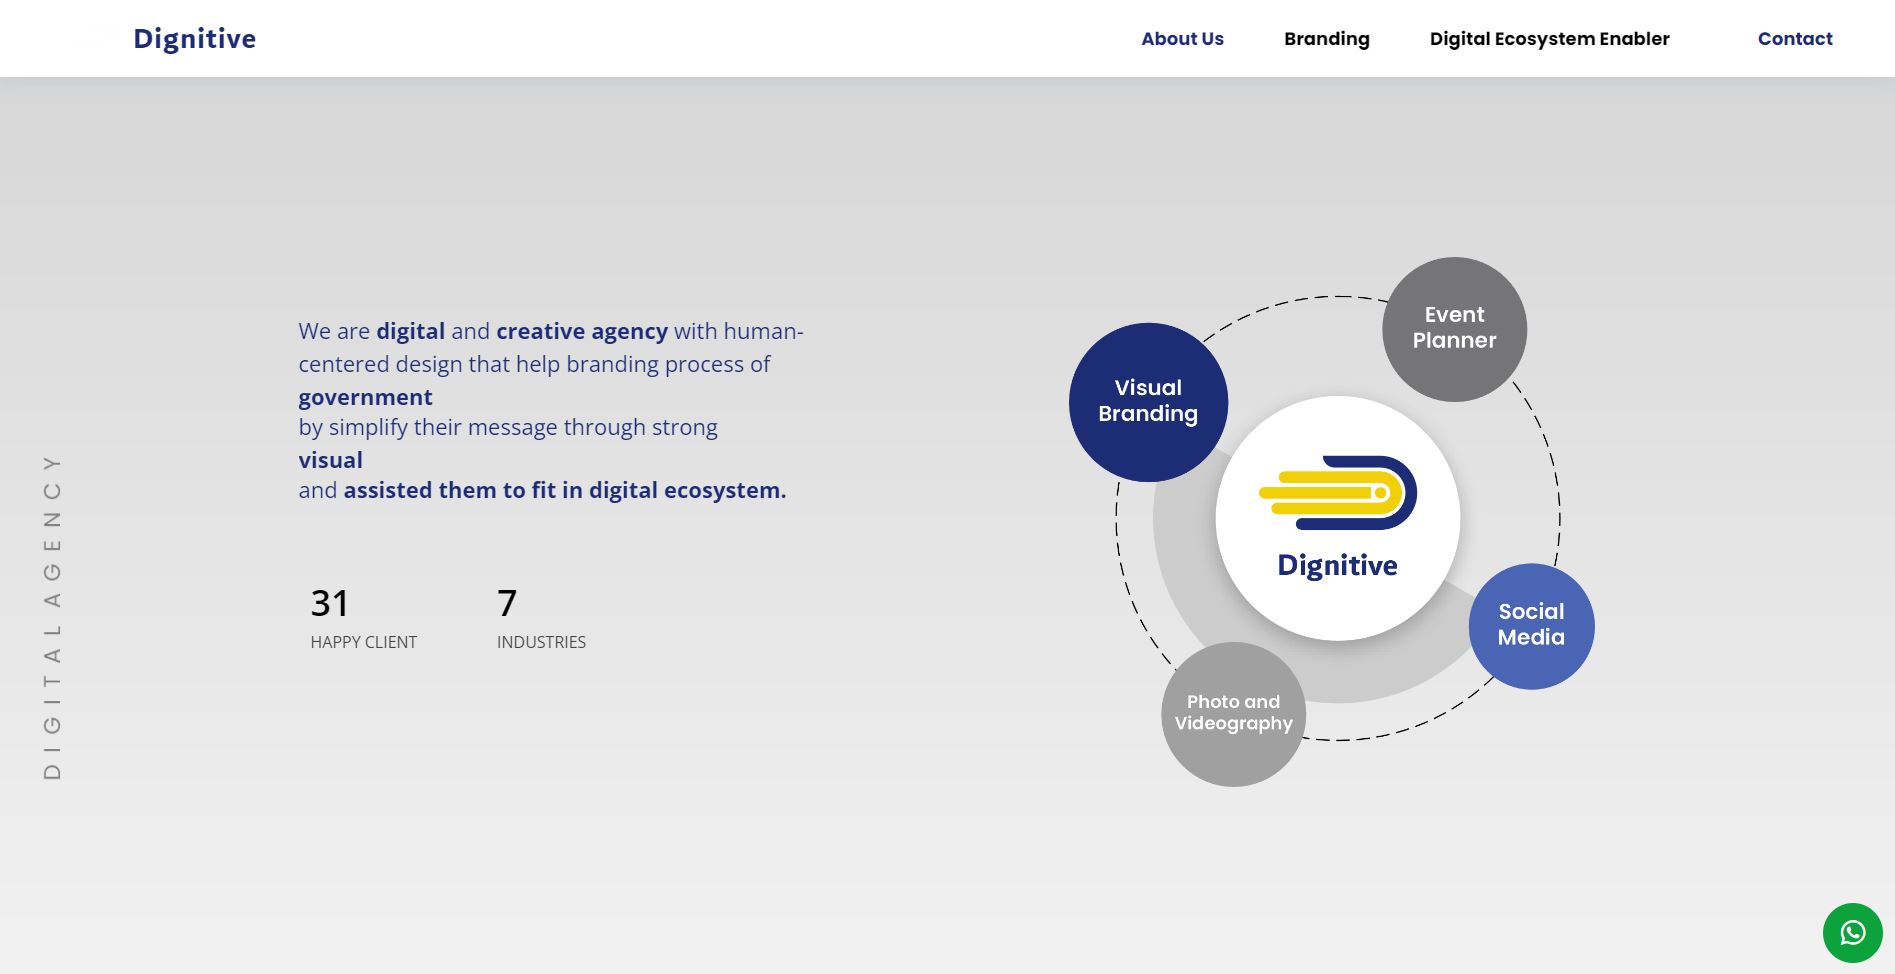 Dignitive
About Us
Branding
Digital Ecosystem Enabler
Contact
We are digital and creative agency with human-
centered design that help branding process of
government
by simplify their message through strong
visual
and assisted them to fit in digital ecosystem.
31
HAPPY CLIENT
7
INDUSTRIES
DIGITAL AGENCY
Event
Planner
Visual
Branding
Dignitive
Social
Media
Photo and
Videography